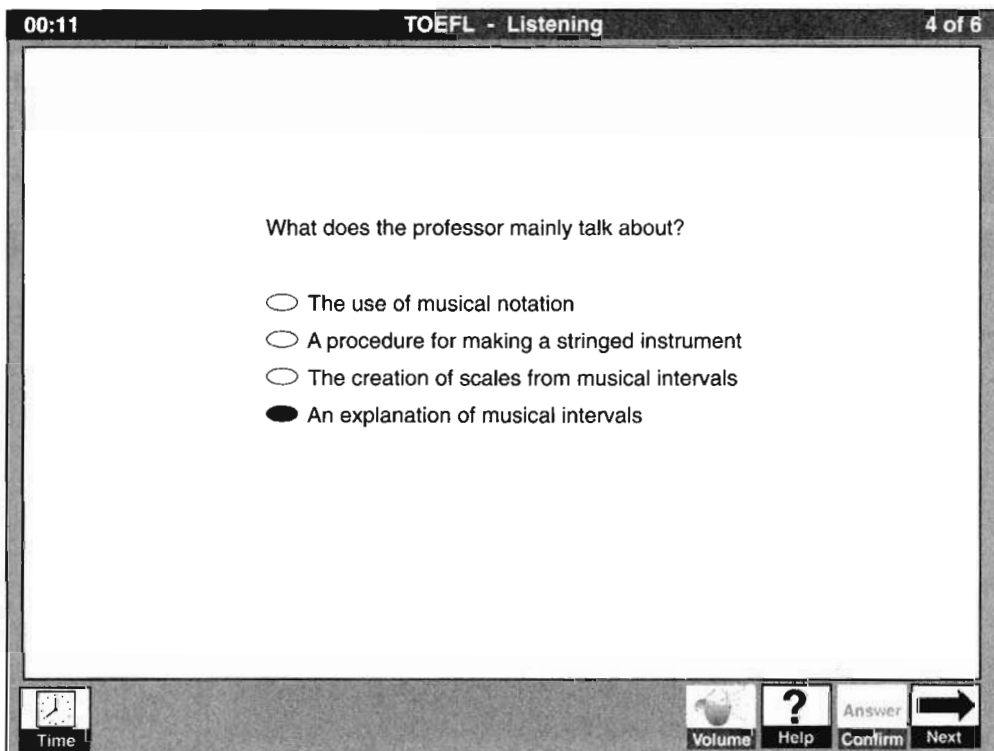 00:11 TOEFL - Listening 4 of 6
What does the professor mainly talk about?
The use of musical notation
A procedure for making a stringed instrument
The creation of scales from musical intervals
An explanation of musical intervals
Answer
Time Volume Help Confirm Next